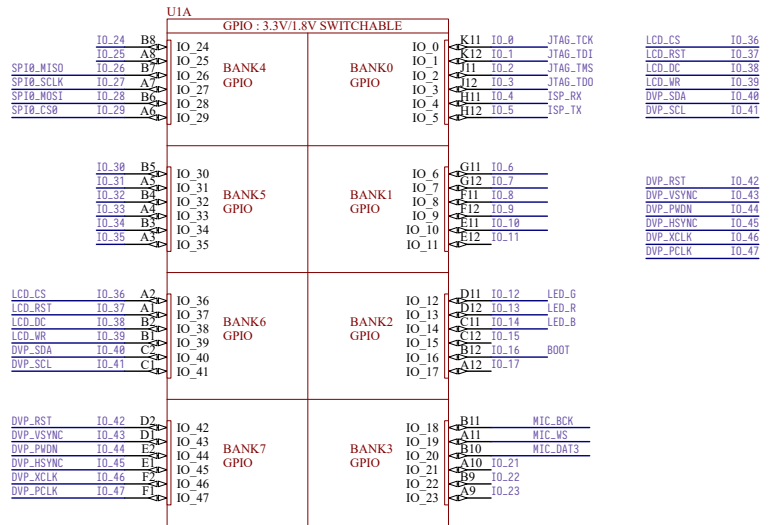 U1A
GPIO : 3.3V/1.8V SWITCHABLE
IO_24 B8 IO_24
IO_25 A8 IO_25
SPI0_MISO IO_26 B7 IO_26
SPI0_SCLK IO_27 A7 IO_27
SPI0_MOSI IO_28 B6 IO_28
SPI0_CS0 IO_29 A6 IO_29
BANK4
GPIO
BANK0
GPIO
IO_0 K11 IO_0 JTAG_TCK
IO_1 K12 IO_1 JTAG_TDI
IO_2 J11 IO_2 JTAG_TMS
IO_3 J12 IO_3 JTAG_TDO
IO_4 H11 IO_4 ISP_RX
IO_5 H12 IO_5 ISP_TX
LCD_CS IO_36
LCD_RST IO_37
LCD_DC IO_38
LCD_WR IO_39
DVP_SDA IO_40
DVP_SCL IO_41
IO_30 B5 IO_30
IO_31 A5 IO_31
IO_32 B4 IO_32
IO_33 A4 IO_33
IO_34 B3 IO_34
IO_35 A3 IO_35
BANK5
GPIO
BANK1
GPIO
IO_6 G11 IO_6
IO_7 G12 IO_7
IO_8 F11 IO_8
IO_9 F12 IO_9
IO_10 E11 IO_10
IO_11 E12 IO_11
DVP_RST IO_42
DVP_VSYNC IO_43
DVP_PWDN IO_44
DVP_HSYNC IO_45
DVP_XCLK IO_46
DVP_PCLK IO_47
LCD_CS IO_36 A2 IO_36
LCD_RST IO_37 A1 IO_37
LCD_DC IO_38 B2 IO_38
LCD_WR IO_39 B1 IO_39
DVP_SDA IO_40 C2 IO_40
DVP_SCL IO_41 C1 IO_41
BANK6
GPIO
BANK2
GPIO
IO_12 D11 IO_12 LED_G
IO_13 D12 IO_13 LED_R
IO_14 C11 IO_14 LED_B
IO_15 C12 IO_15
IO_16 B12 IO_16 BOOT
IO_17 A12 IO_17
DVP_RST IO_42 D2 IO_42
DVP_VSYNC IO_43 D1 IO_43
DVP_PWDN IO_44 E2 IO_44
DVP_HSYNC IO_45 E1 IO_45
DVP_XCLK IO_46 F2 IO_46
DVP_PCLK IO_47 F1 IO_47
BANK7
GPIO
BANK3
GPIO
IO_18 B11 MIC_BCK
IO_19 A11 MIC_WS
IO_20 B10 MIC_DAT3
IO_21 A10 IO_21
IO_22 B9 IO_22
IO_23 A9 IO_23